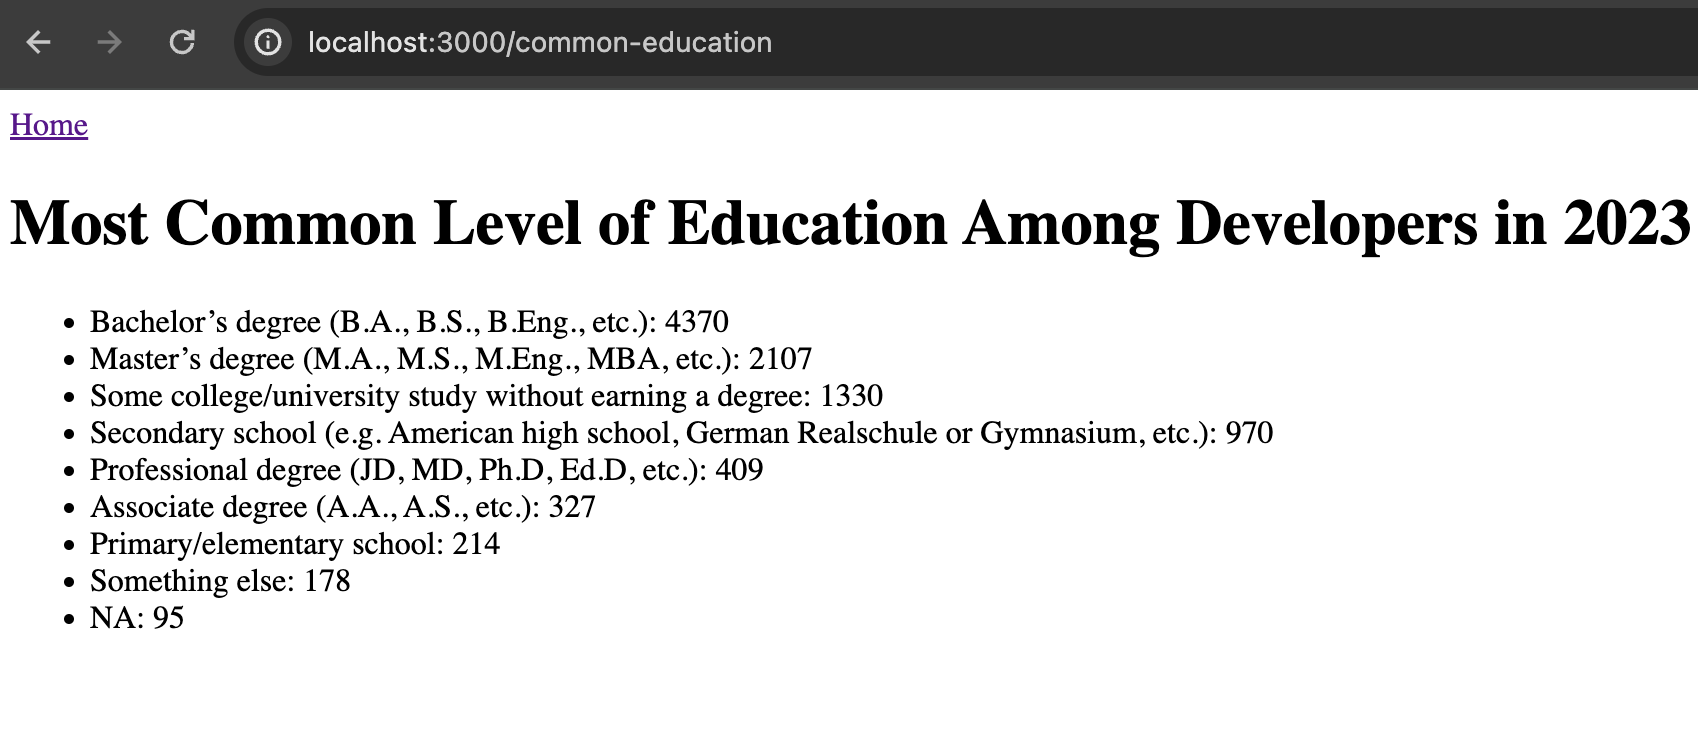 localhost:3000/common-education
Home
Most Common Level of Education Among Developers in 2023
• Bachelor’s degree (B.A., B.S., B.Eng., etc.): 4370
• Master’s degree (M.A., M.S., M.Eng., MBA, etc.): 2107
• Some college/university study without earning a degree: 1330
• Secondary school (e.g. American high school, German Realschule or Gymnasium, etc.): 970
• Professional degree (JD, MD, Ph.D, Ed.D, etc.): 409
• Associate degree (A.A., A.S., etc.): 327
• Primary/elementary school: 214
• Something else: 178
• NA: 95